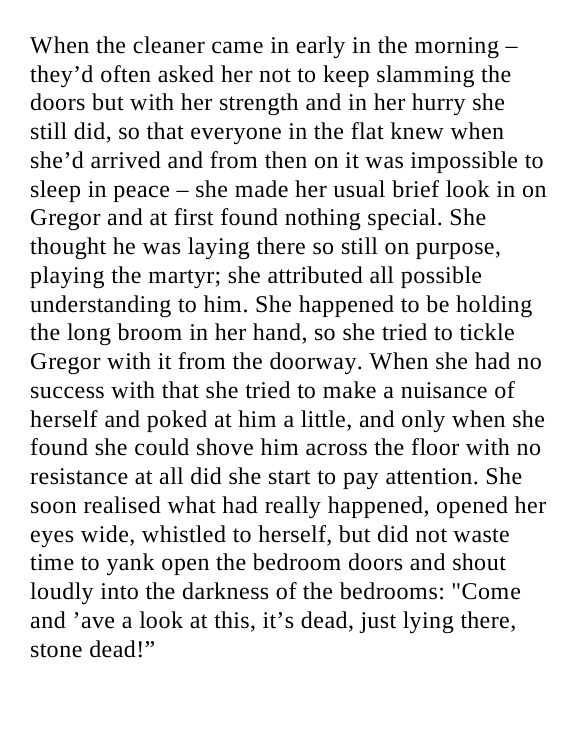 When the cleaner came in early in the morning –
they’d often asked her not to keep slamming the
doors but with her strength and in her hurry she
still did, so that everyone in the flat knew when
she’d arrived and from then on it was impossible to
sleep in peace – she made her usual brief look in on
Gregor and at first found nothing special. She
thought he was laying there so still on purpose,
playing the martyr; she attributed all possible
understanding to him. She happened to be holding
the long broom in her hand, so she tried to tickle
Gregor with it from the doorway. When she had no
success with that she tried to make a nuisance of
herself and poked at him a little, and only when she
found she could shove him across the floor with no
resistance at all did she start to pay attention. She
soon realised what had really happened, opened her
eyes wide, whistled to herself, but did not waste
time to yank open the bedroom doors and shout
loudly into the darkness of the bedrooms: "Come
and ’ave a look at this, it’s dead, just lying there,
stone dead!”